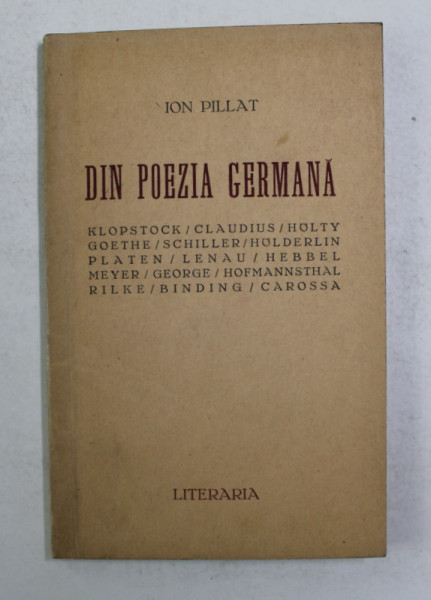 ION PILLAT
DIN POEZIA GERMANĂ
KLOPSTOCK / CLAUDIUS / HÖLTY
GOETHE / SCHILLER / HÖLDERLIN
PLATEN / LENAU / HEBBEL
MEYER / GEORGE / HOFMANNSTHAL
RILKE / BINDING / CAROSSA
LITERARIA